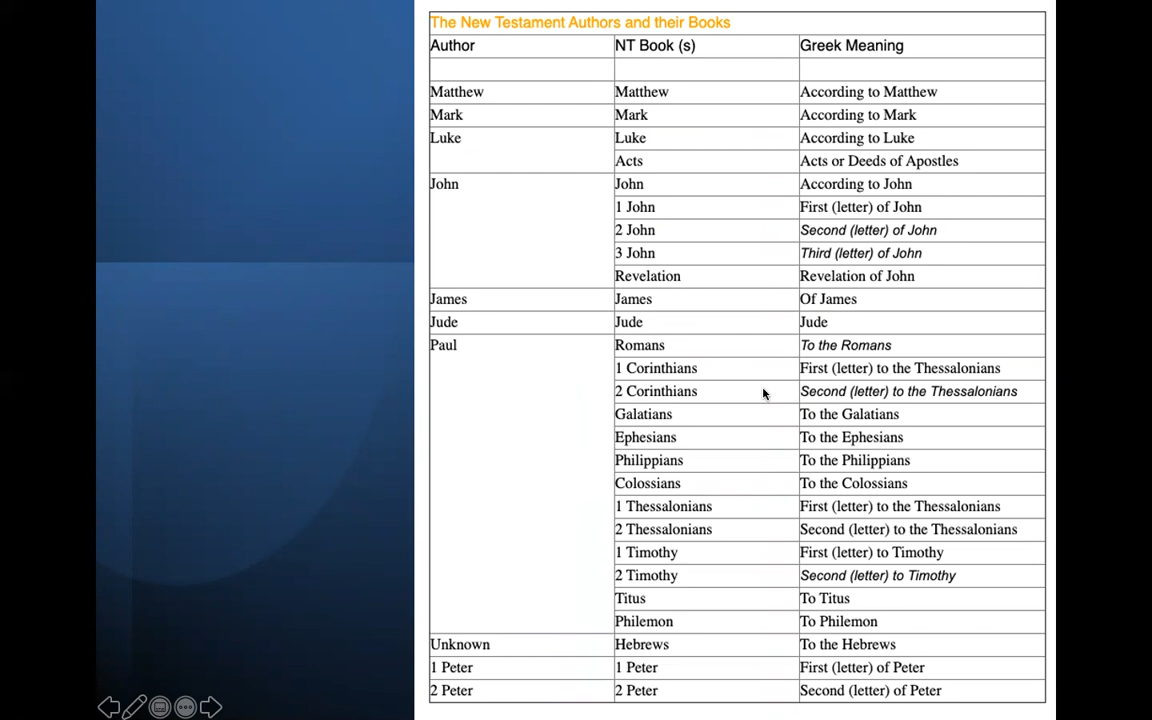 The New Testament Authors and their Books
Author NT Book (s) Greek Meaning
Matthew Matthew According to Matthew
Mark Mark According to Mark
Luke Luke According to Luke
Acts Acts or Deeds of Apostles
John John According to John
1 John First (letter) of John
2 John Second (letter) of John
3 John Third (letter) of John
Revelation Revelation of John
James James Of James
Jude Jude Jude
Paul Romans To the Romans
1 Corinthians First (letter) to the Thessalonians
2 Corinthians Second (letter) to the Thessalonians
Galatians To the Galatians
Ephesians To the Ephesians
Philippians To the Philippians
Colossians To the Colossians
1 Thessalonians First (letter) to the Thessalonians
2 Thessalonians Second (letter) to the Thessalonians
1 Timothy First (letter) to Timothy
2 Timothy Second (letter) to Timothy
Titus To Titus
Philemon To Philemon
Unknown Hebrews To the Hebrews
1 Peter 1 Peter First (letter) of Peter
2 Peter 2 Peter Second (letter) of Peter